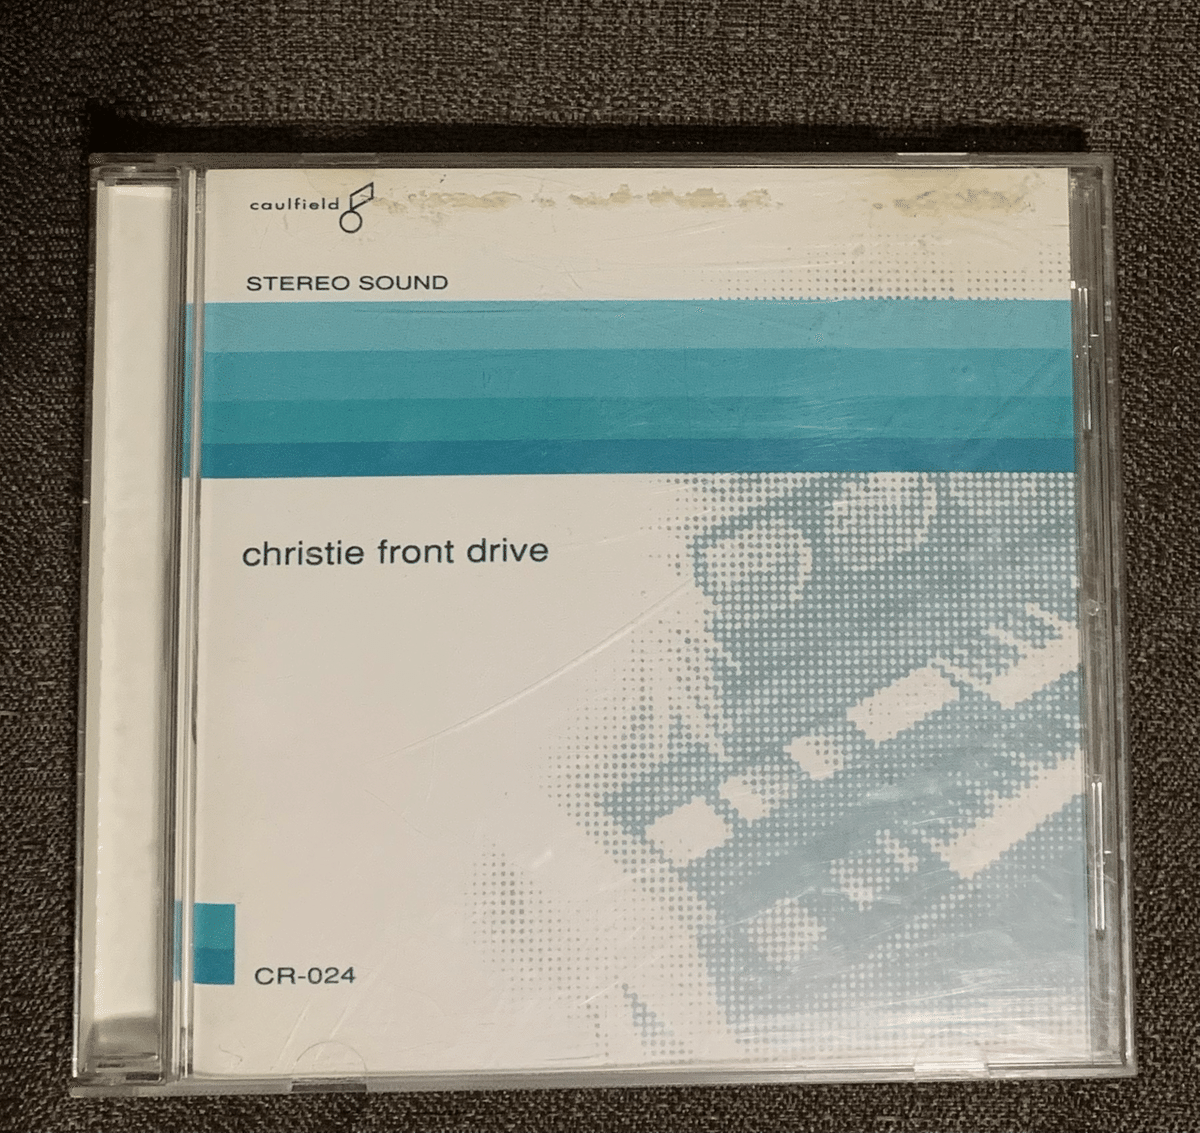 caulfield
STEREO SOUND
christie front drive
CR-024